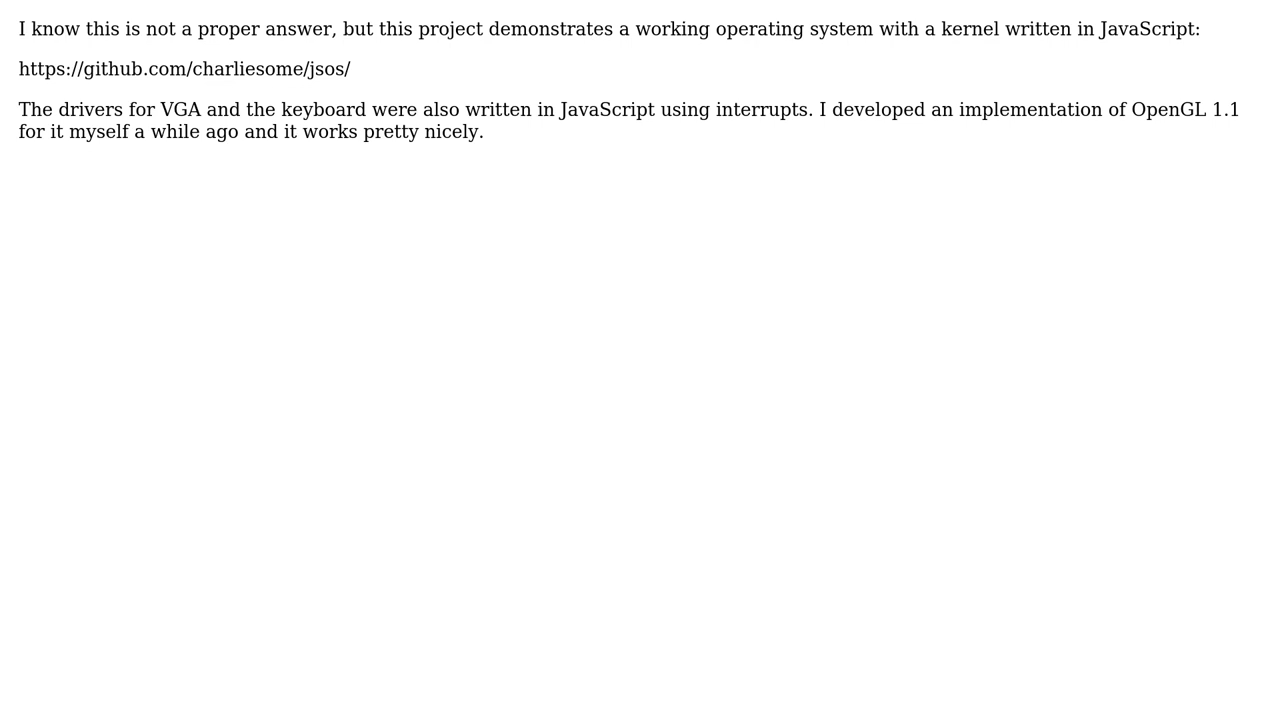 I know this is not a proper answer, but this project demonstrates a working operating system with a kernel written in JavaScript:
https://github.com/charliesome/jsos/
The drivers for VGA and the keyboard were also written in JavaScript using interrupts. I developed an implementation of OpenGL 1.1
for it myself a while ago and it works pretty nicely.